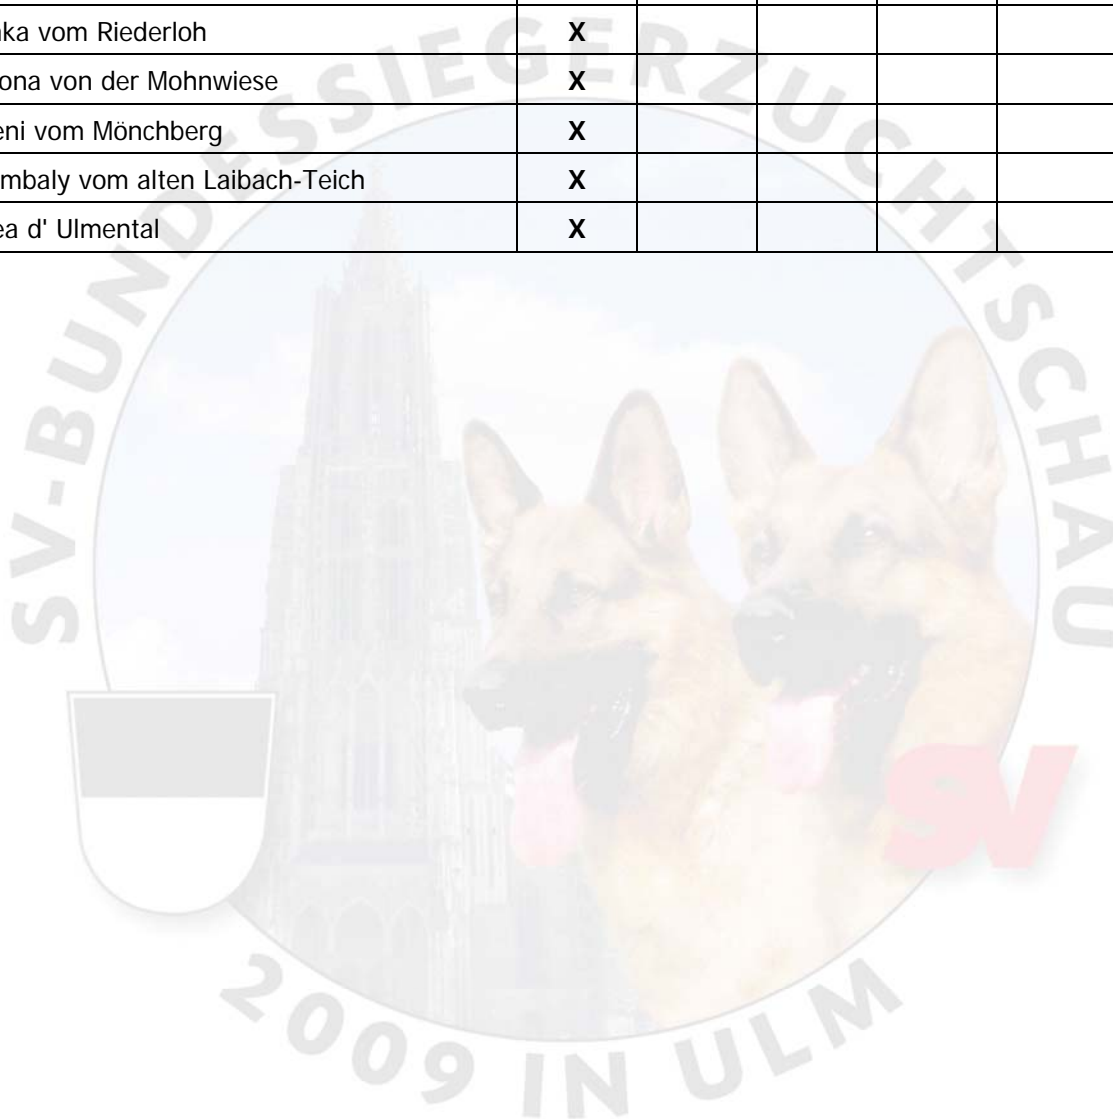 ka vom Riederloh X
ona von der Mohnwiese X
eni vom Mönchberg X
mbaly vom alten Laibach-Teich X
ea d' Ulmental X
SV-BUNDESSIEGERZUCHTSCHAU
SV
2009 IN ULM